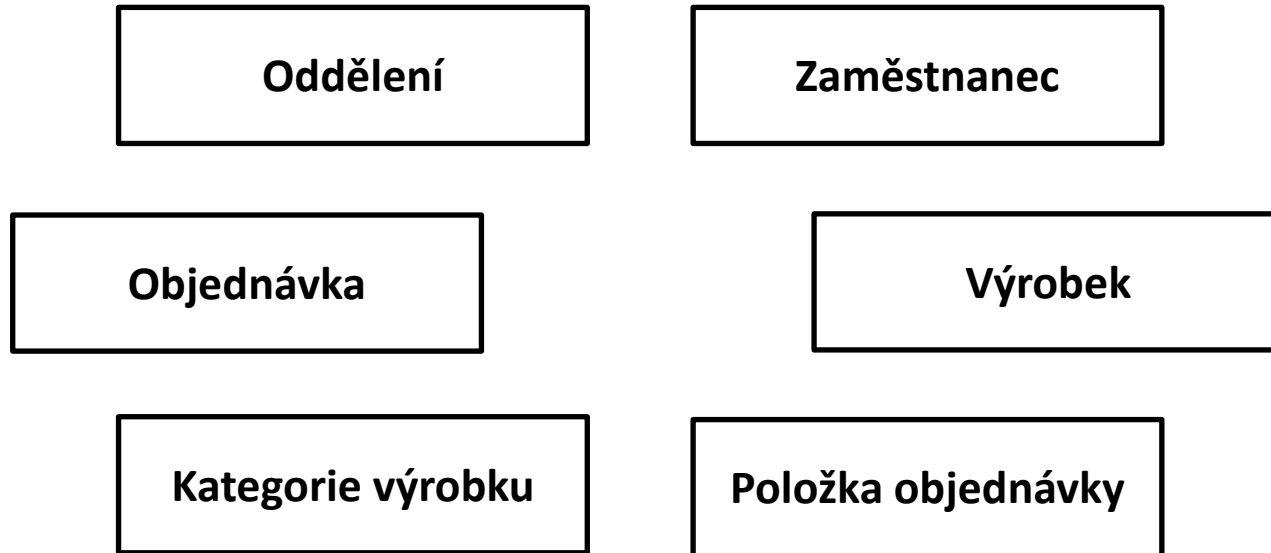 Oddělení
Zaměstnanec
Objednávka
Výrobek
Kategorie výrobku
Položka objednávky